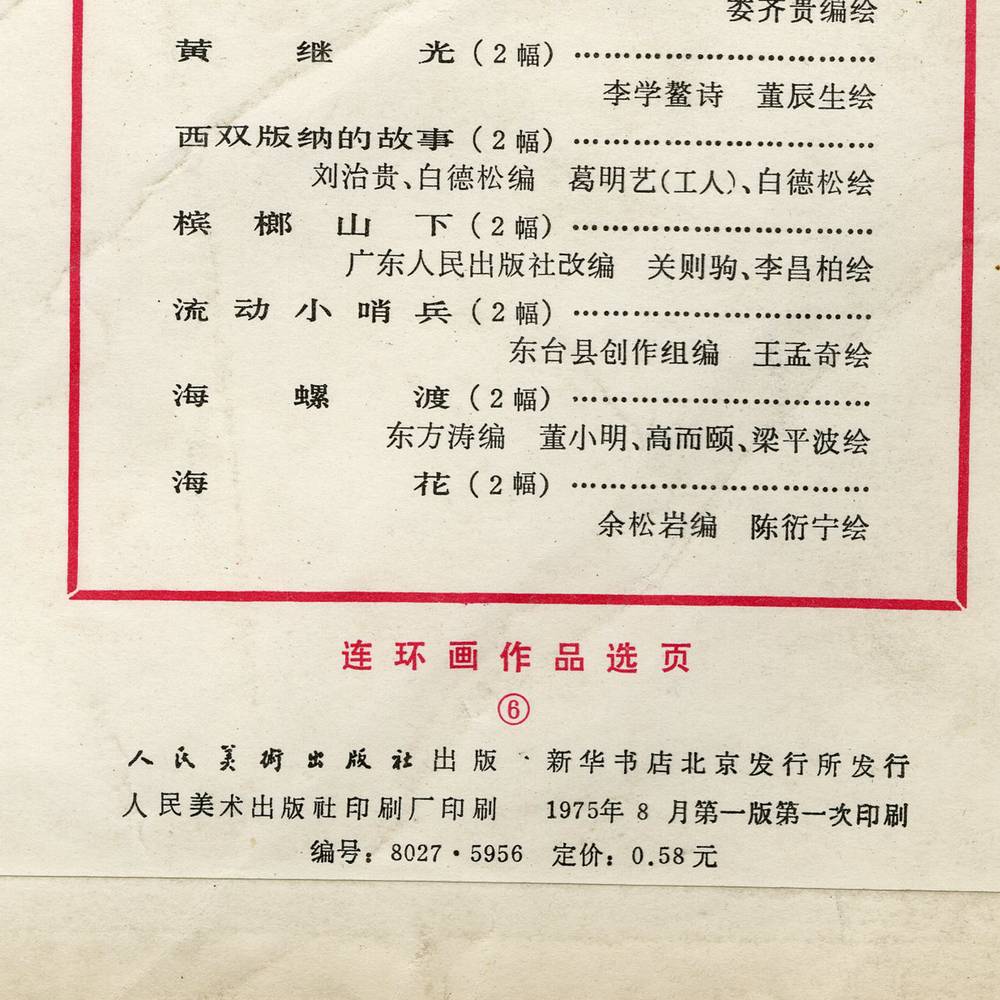 娄齐贵编绘
黄继光(2幅)…………………………
李学鳌诗 董辰生绘
西双版纳的故事(2幅)…………………………
刘治贵、白德松编 葛明艺(工人)、白德松绘
槟榔山下(2幅)…………………………
广东人民出版社改编 关则驹、李昌柏绘
流动小哨兵(2幅)…………………………
东台县创作组编 王孟奇绘
海螺渡(2幅)…………………………
东方涛编 董小明、高而颐、梁平波绘
海花(2幅)…………………………
余松岩编 陈衍宁绘
连环画作品选页
⑥
人民美術出版社出版·新华书店北京发行所发行
人民美术出版社印刷厂印刷 1975年8月第一版第一次印刷
编号：8027·5956 定价：0.58元